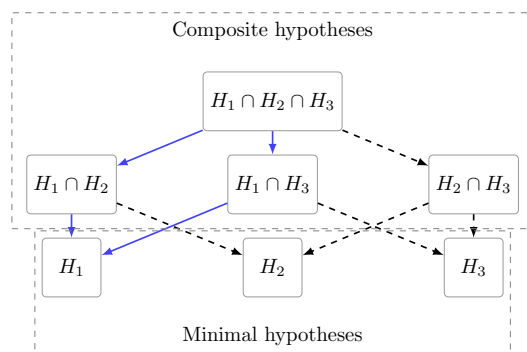 Composite hypotheses
H₁ ∩ H₂ ∩ H₃
H₁ ∩ H₂
H₁ ∩ H₃
H₂ ∩ H₃
H₁
H₂
H₃
Minimal hypotheses